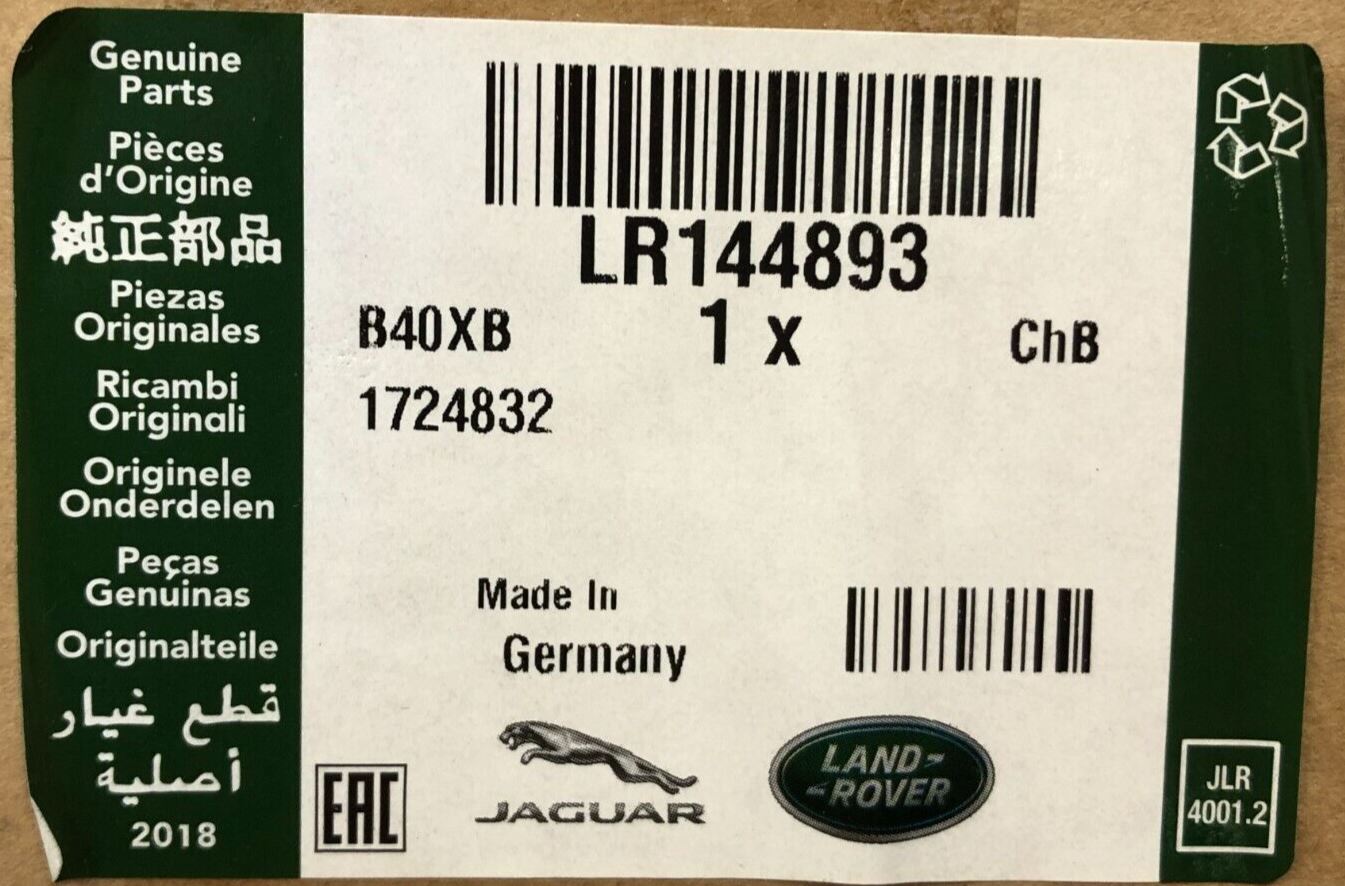 Genuine
Parts
Pièces
d'Origine
純正部品
Piezas
Originales
Ricambi
Originali
Originele
Onderdelen
Peças
Genuinas
Originalteile
قطع غيار
أصلية
2018
LR144893
B40XB 1 x ChB
1724832
Made In
Germany
EAC
JAGUAR
LAND-
-ROVER
JLR
4001.2